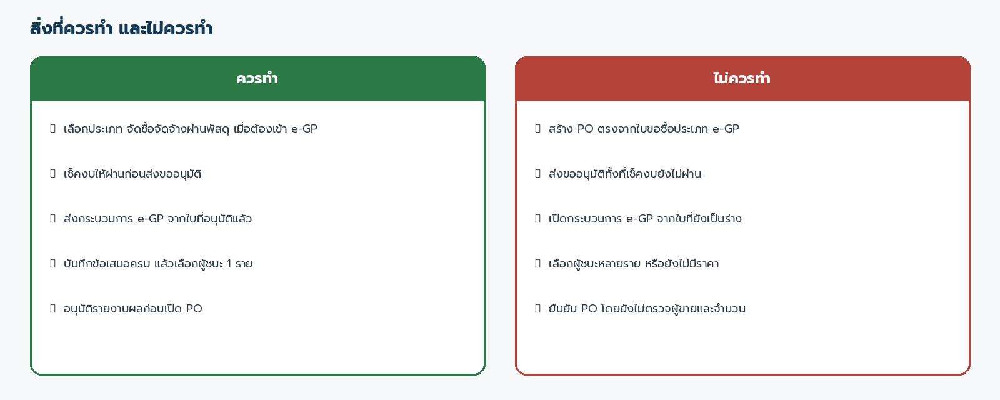 สิ่งที่ควรทำ และไม่ควรทำ
ควรทำ
เลือกประเภท จัดซื้อจัดจ้างผ่านพัสดุ เมื่อต้องเข้า e-GP
เช็คงบให้ผ่านก่อนส่งขออนุมัติ
ส่งกระบวนการ e-GP จากใบที่อนุมัติแล้ว
บันทึกข้อเสนอครบ แล้วเลือกผู้ชนะ 1 ราย
อนุมัติรายงานผลก่อนเปิด PO
ไม่ควรทำ
สร้าง PO ตรงจากใบขอซื้อประเภท e-GP
ส่งขออนุมัติทั้งที่เช็คงบยังไม่ผ่าน
เปิดกระบวนการ e-GP จากใบที่ยังเป็นร่าง
เลือกผู้ชนะหลายราย หรือยังไม่มีราคา
ยืนยัน PO โดยยังไม่ตรวจผู้ขายและจำนวน